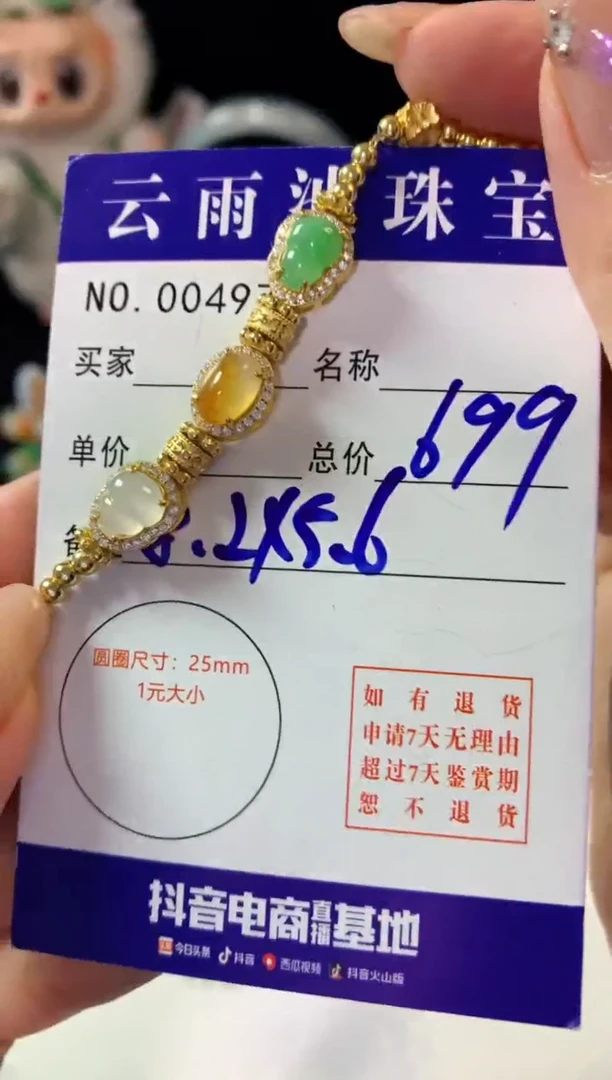 云雨 珠宝
NO. 0049
买家 名称
单价 总价 699
.2X5.6
圆圈尺寸：25mm
1元大小
如有退货
申请7天无理由
超过7天鉴赏期
恕不退货
抖音电商直播基地
今日头条 抖音 西瓜视频 抖音火山版